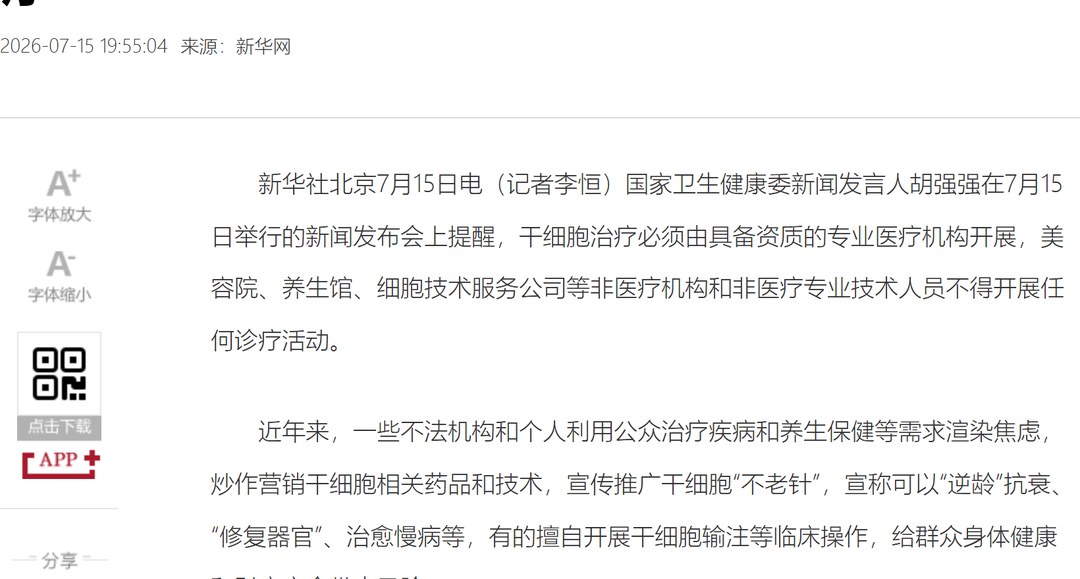 2026-07-15 19:55:04 来源：新华网
A+
字体放大
A-
字体缩小
点击下载
APP
分享
新华社北京7月15日电（记者李恒）国家卫生健康委新闻发言人胡强强在7月15
日举行的新闻发布会上提醒，干细胞治疗必须由具备资质的专业医疗机构开展，美
容院、养生馆、细胞技术服务公司等非医疗机构和非医疗专业技术人员不得开展任
何诊疗活动。
近年来，一些不法机构和个人利用公众治疗疾病和养生保健等需求渲染焦虑，
炒作营销干细胞相关药品和技术，宣传推广干细胞“不老针”，宣称可以“逆龄”抗衰、
“修复器官”、治愈慢病等，有的擅自开展干细胞输注等临床操作，给群众身体健康